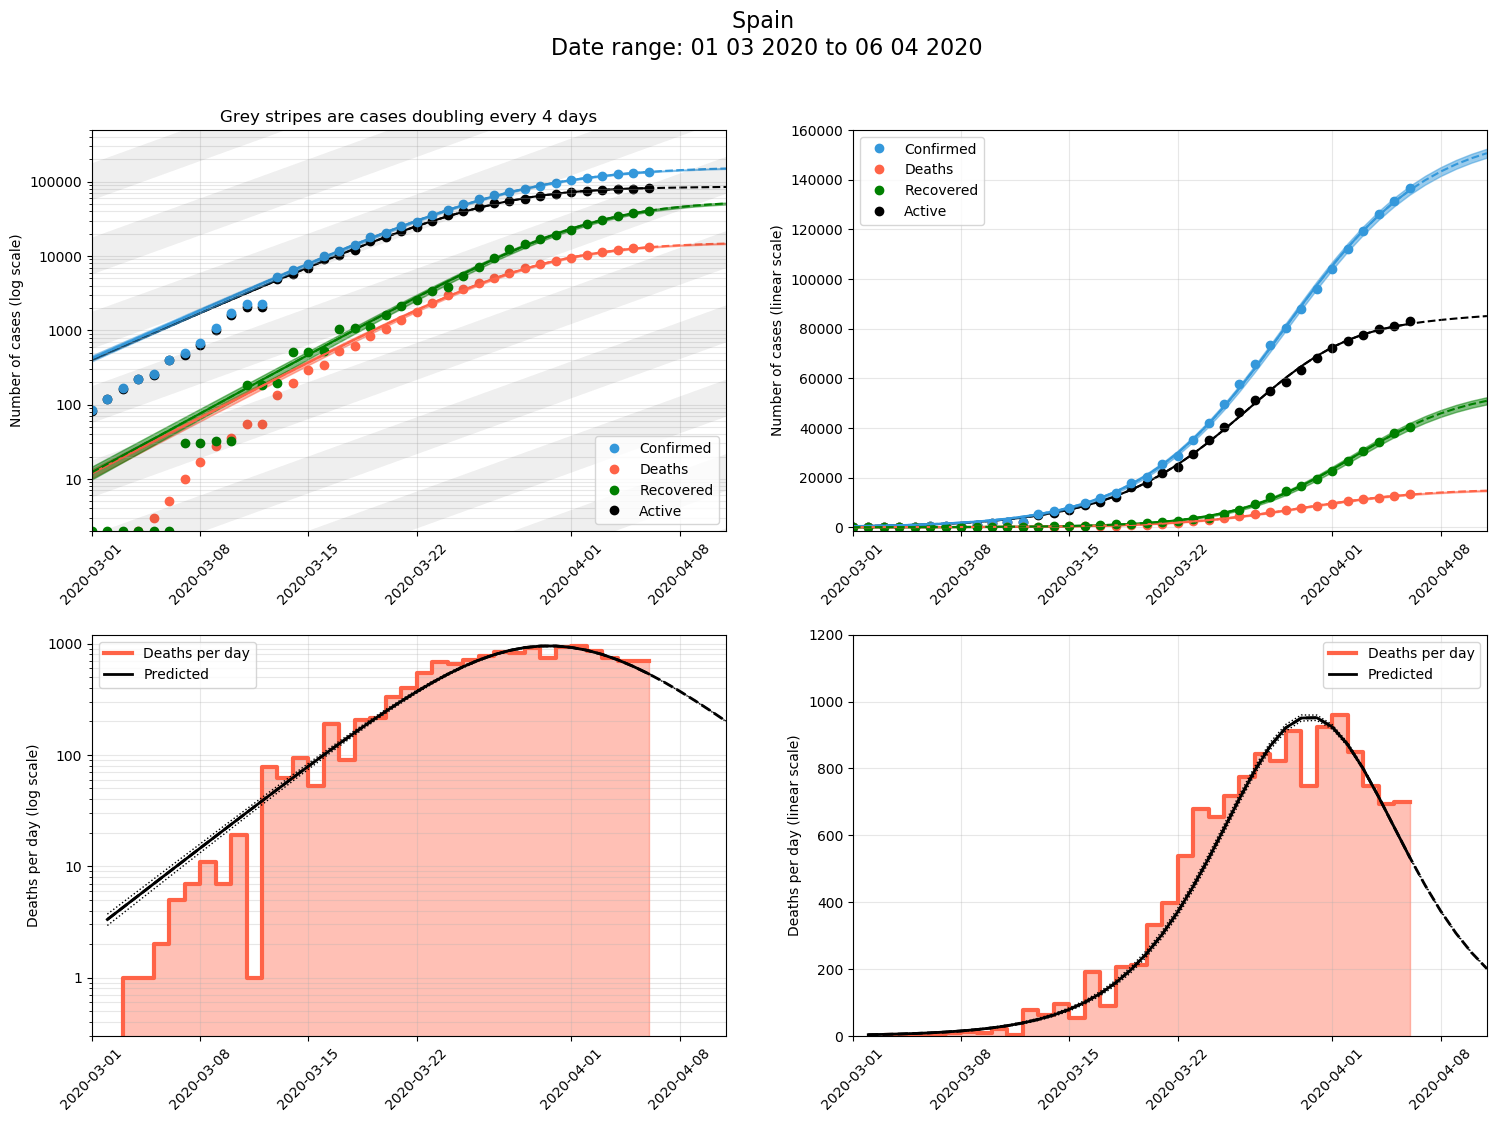 Spain
Date range: 01 03 2020 to 06 04 2020
Grey stripes are cases doubling every 4 days
Number of cases (log scale)
100000
10000
1000
100
10
Confirmed
Deaths
Recovered
Active
2020-03-01
2020-03-08
2020-03-15
2020-03-22
2020-04-01
2020-04-08
Number of cases (linear scale)
160000
140000
120000
100000
80000
60000
40000
20000
0
Confirmed
Deaths
Recovered
Active
2020-03-01
2020-03-08
2020-03-15
2020-03-22
2020-04-01
2020-04-08
Deaths per day (log scale)
1000
100
10
1
Deaths per day
Predicted
2020-03-01
2020-03-08
2020-03-15
2020-03-22
2020-04-01
2020-04-08
Deaths per day (linear scale)
1200
1000
800
600
400
200
0
Deaths per day
Predicted
2020-03-01
2020-03-08
2020-03-15
2020-03-22
2020-04-01
2020-04-08